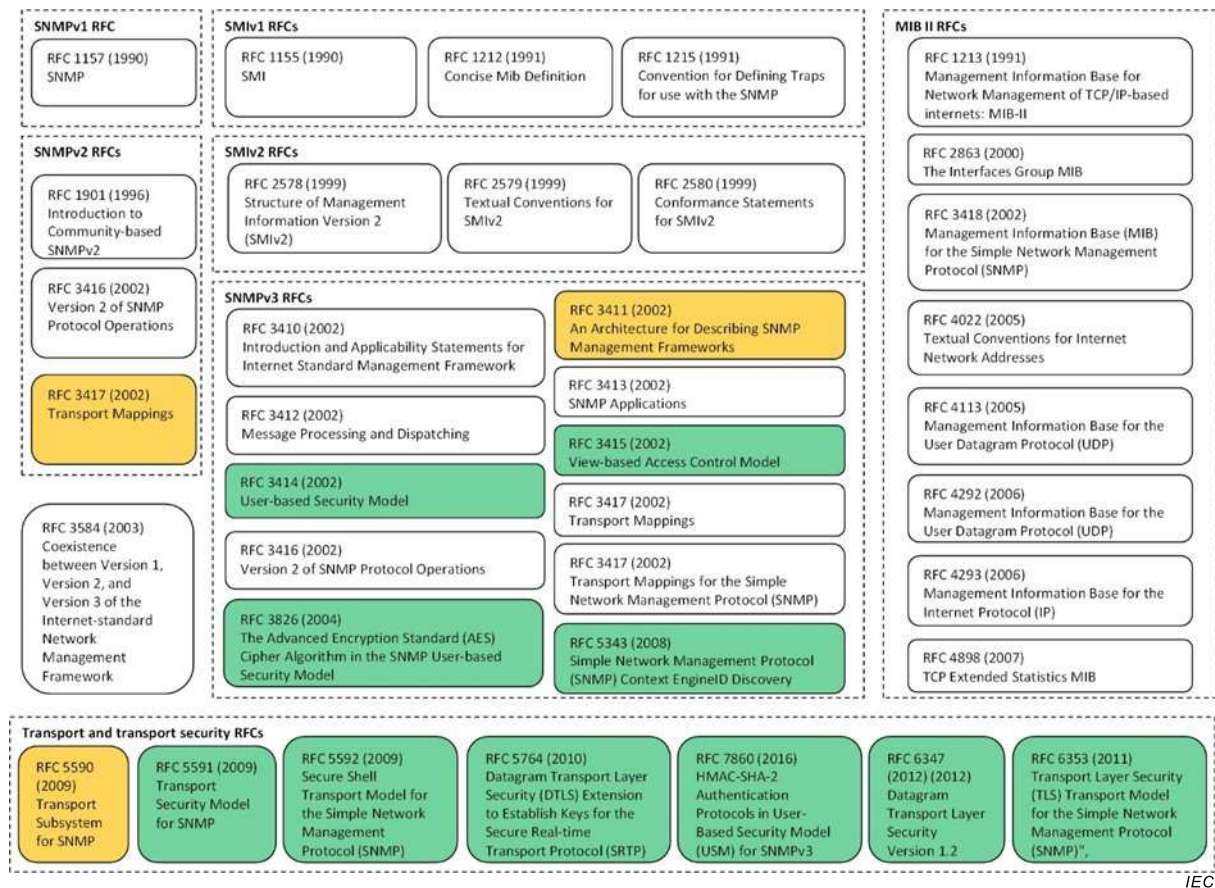 SNMPv1 RFC
RFC 1157 (1990)
SNMP
SMIv1 RFCs
RFC 1155 (1990)
SMI
RFC 1212 (1991)
Concise Mib Definition
RFC 1215 (1991)
Convention for Defining Traps
for use with the SNMP
SNMPv2 RFCs
RFC 1901 (1996)
Introduction to
Community-based
SNMPv2
RFC 3416 (2002)
Version 2 of SNMP
Protocol Operations
RFC 3417 (2002)
Transport Mappings
SMIv2 RFCs
RFC 2578 (1999)
Structure of Management
Information Version 2
(SMIv2)
RFC 2579 (1999)
Textual Conventions for
SMIv2
RFC 2580 (1999)
Conformance Statements
for SMIv2
SNMPv3 RFCs
RFC 3410 (2002)
Introduction and Applicability Statements for
Internet Standard Management Framework
RFC 3412 (2002)
Message Processing and Dispatching
RFC 3414 (2002)
User-based Security Model
RFC 3416 (2002)
Version 2 of SNMP Protocol Operations
RFC 3826 (2004)
The Advanced Encryption Standard (AES)
Cipher Algorithm in the SNMP User-based
Security Model
RFC 3411 (2002)
An Architecture for Describing SNMP
Management Frameworks
RFC 3413 (2002)
SNMP Applications
RFC 3415 (2002)
View-based Access Control Model
RFC 3417 (2002)
Transport Mappings
RFC 3417 (2002)
Transport Mappings for the Simple
Network Management Protocol (SNMP)
RFC 5343 (2008)
Simple Network Management Protocol
(SNMP) Context EngineID Discovery
RFC 3584 (2003)
Coexistence
between Version 1,
Version 2, and
Version 3 of the
Internet-standard
Network
Management
Framework
MIB II RFCs
RFC 1213 (1991)
Management Information Base for
Network Management of TCP/IP-based
internets: MIB-II
RFC 2863 (2000)
The Interfaces Group MIB
RFC 3418 (2002)
Management Information Base (MIB)
for the Simple Network Management
Protocol (SNMP)
RFC 4022 (2005)
Textual Conventions for Internet
Network Addresses
RFC 4113 (2005)
Management Information Base for the
User Datagram Protocol (UDP)
RFC 4292 (2006)
Management Information Base for the
User Datagram Protocol (UDP)
RFC 4293 (2006)
Management Information Base for the
Internet Protocol (IP)
RFC 4898 (2007)
TCP Extended Statistics MIB
Transport and transport security RFCs
RFC 5590
(2009)
Transport
Subsystem
for SNMP
RFC 5591 (2009)
Transport
Security Model
for SNMP
RFC 5592 (2009)
Secure Shell
Transport Model for
the Simple Network
Management
Protocol (SNMP)
RFC 5764 (2010)
Datagram Transport Layer
Security (DTLS) Extension
to Establish Keys for the
Secure Real-time
Transport Protocol (SRTP)
RFC 7860 (2016)
HMAC-SHA-2
Authentication
Protocols in User-
Based Security Model
(USM) for SNMPv3
RFC 6347
(2012) (2012)
Datagram
Transport Layer
Security
Version 1.2
RFC 6353 (2011)
Transport Layer Security
(TLS) Transport Model
for the Simple Network
Management Protocol
(SNMP)",
IEC